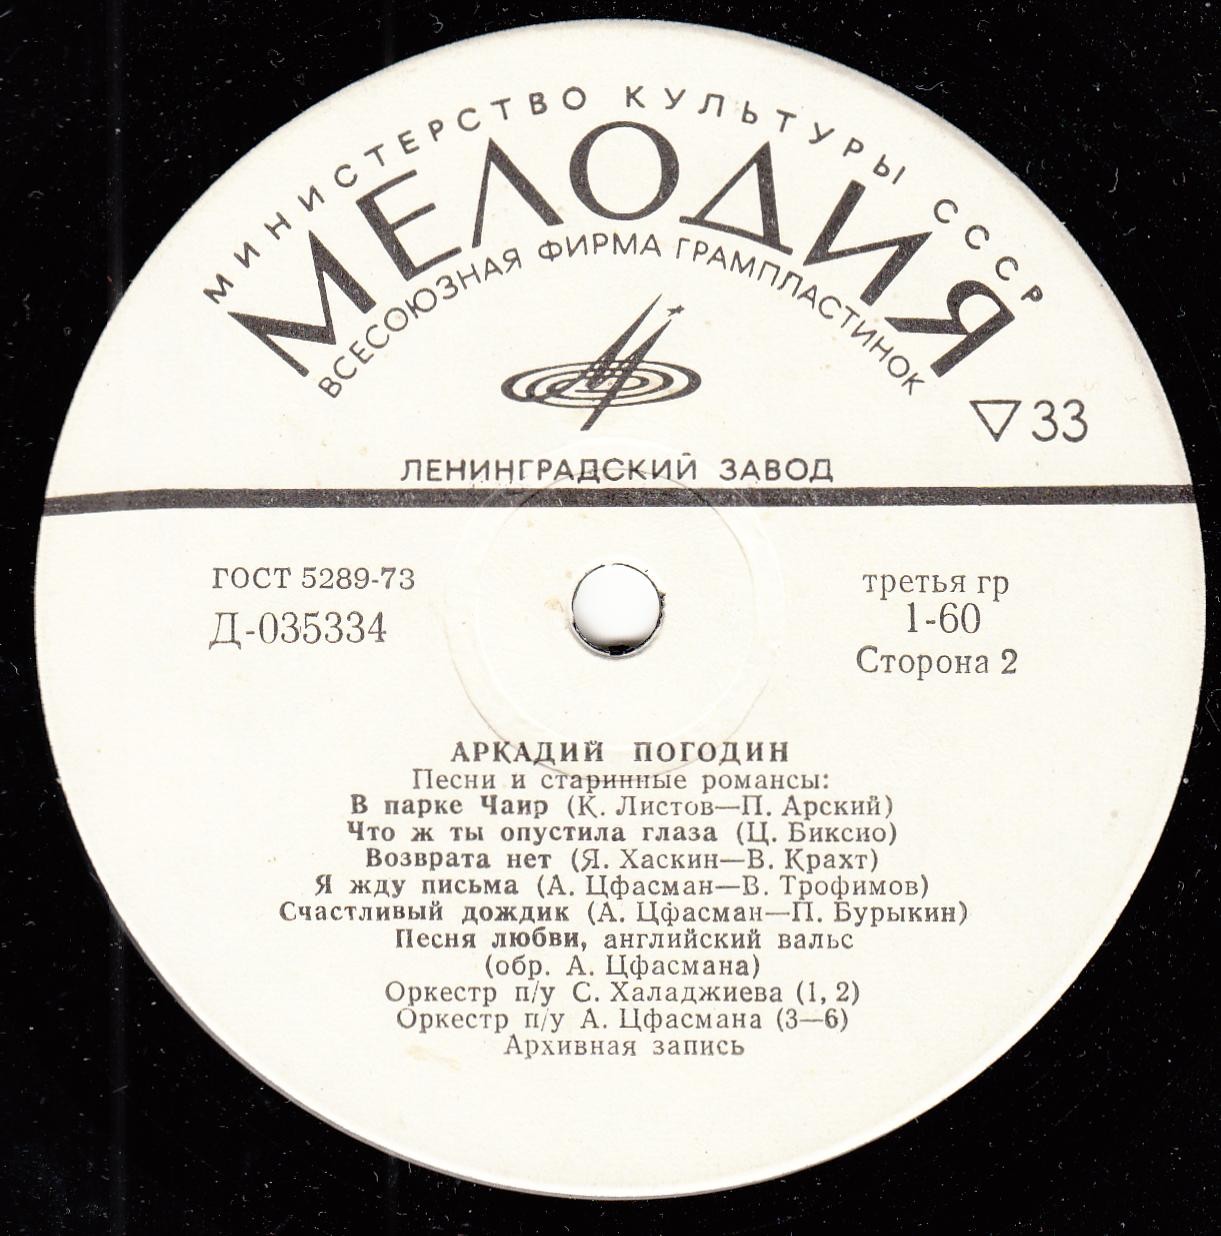 МИНИСТЕРСТВО КУЛЬТУРЫ СССР
МЕЛОДИЯ
ВСЕСОЮЗНАЯ ФИРМА ГРАМПЛАСТИНОК
33
ЛЕНИНГРАДСКИЙ ЗАВОД
ГОСТ 5289-73
Д-035334
третья гр
1-60
Сторона 2
АРКАДИЙ ПОГОДИН
Песни и старинные романсы:
В парке Чаир (К. Листов—П. Арский)
Что ж ты опустила глаза (Ц. Биксио)
Возврата нет (Я. Хаскин—В. Крахт)
Я жду письма (А. Цфасман—В. Трофимов)
Счастливый дождик (А. Цфасман—П. Бурыкин)
Песня любви, английский вальс
(обр. А. Цфасмана)
Оркестр п/у С. Халаджиева (1, 2)
Оркестр п/у А. Цфасмана (3—6)
Архивная запись